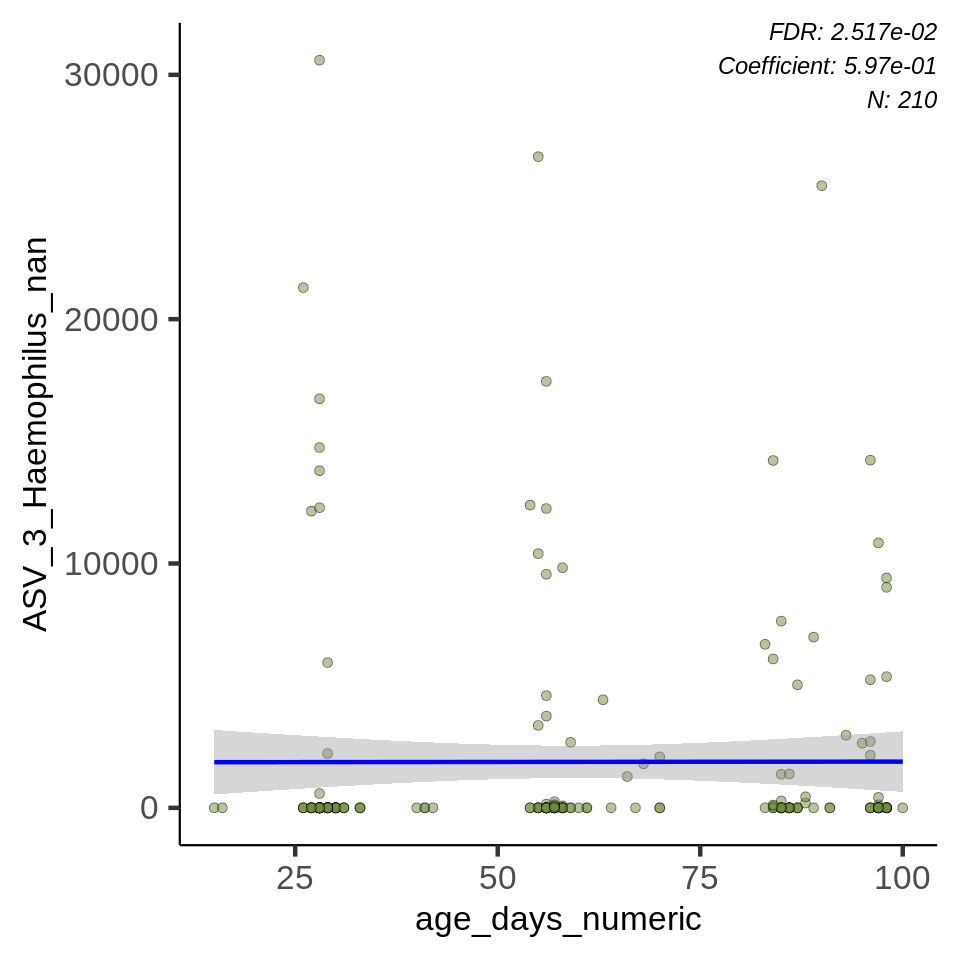 FDR: 2.517e-02
Coefficient: 5.97e-01
N: 210
ASV_3_Haemophilus_nan
30000
20000
10000
0
25 50 75 100
age_days_numeric